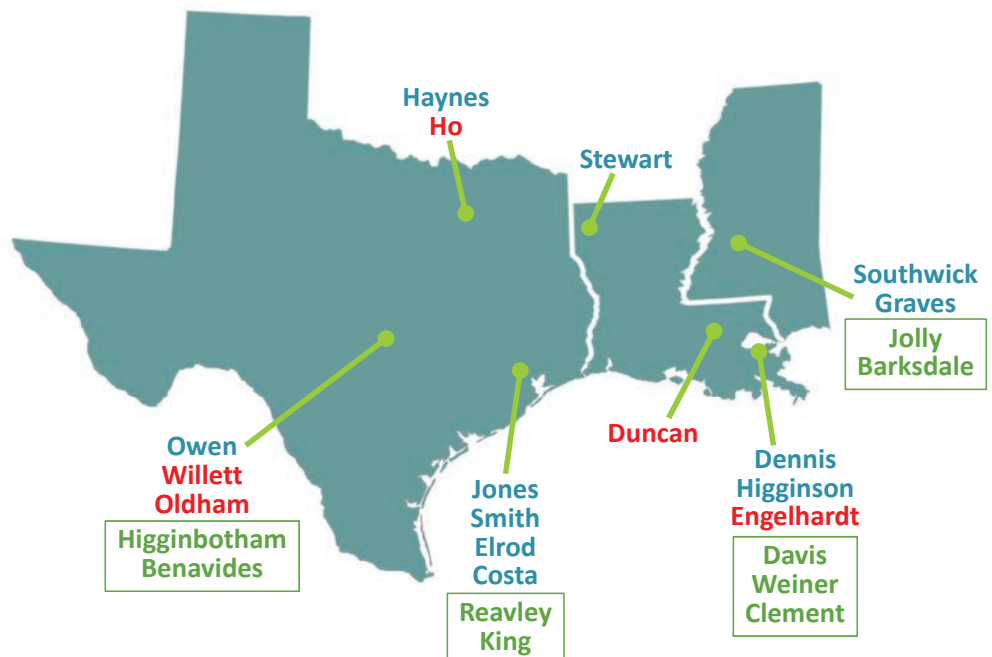 Haynes
Ho
Stewart
Southwick
Graves
Jolly
Barksdale
Duncan
Owen
Willett
Oldham
Higginbotham
Benavides
Jones
Smith
Elrod
Costa
Reavley
King
Dennis
Higginson
Engelhardt
Davis
Weiner
Clement